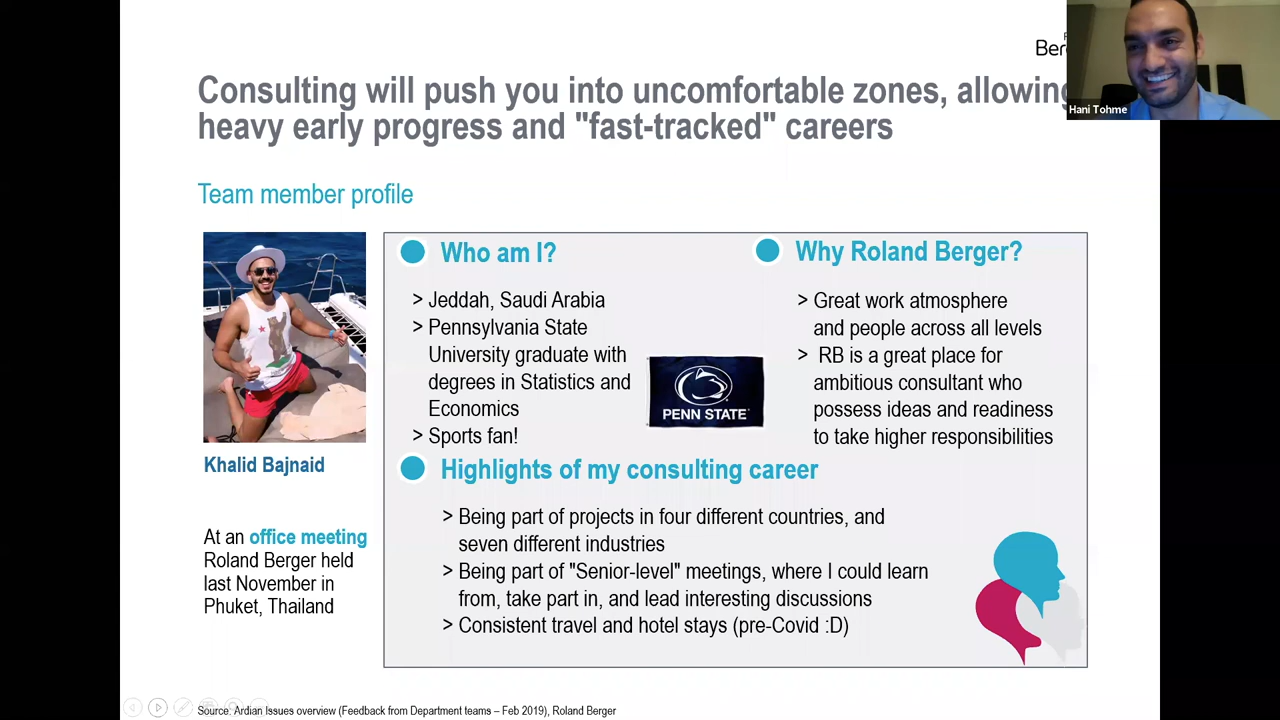 Consulting will push you into uncomfortable zones, allowing
heavy early progress and "fast-tracked" careers
Hani Tohme
Team member profile
Khalid Bajnaid
At an office meeting
Roland Berger held
last November in
Phuket, Thailand
Who am I?
> Jeddah, Saudi Arabia
> Pennsylvania State
University graduate with
degrees in Statistics and
Economics
> Sports fan!
PENN STATE
Why Roland Berger?
> Great work atmosphere
and people across all levels
> RB is a great place for
ambitious consultant who
possess ideas and readiness
to take higher responsibilities
Highlights of my consulting career
> Being part of projects in four different countries, and
seven different industries
> Being part of "Senior-level" meetings, where I could learn
from, take part in, and lead interesting discussions
> Consistent travel and hotel stays (pre-Covid :D)
Source: Ardian Issues overview (Feedback from Department teams – Feb 2019), Roland Berger